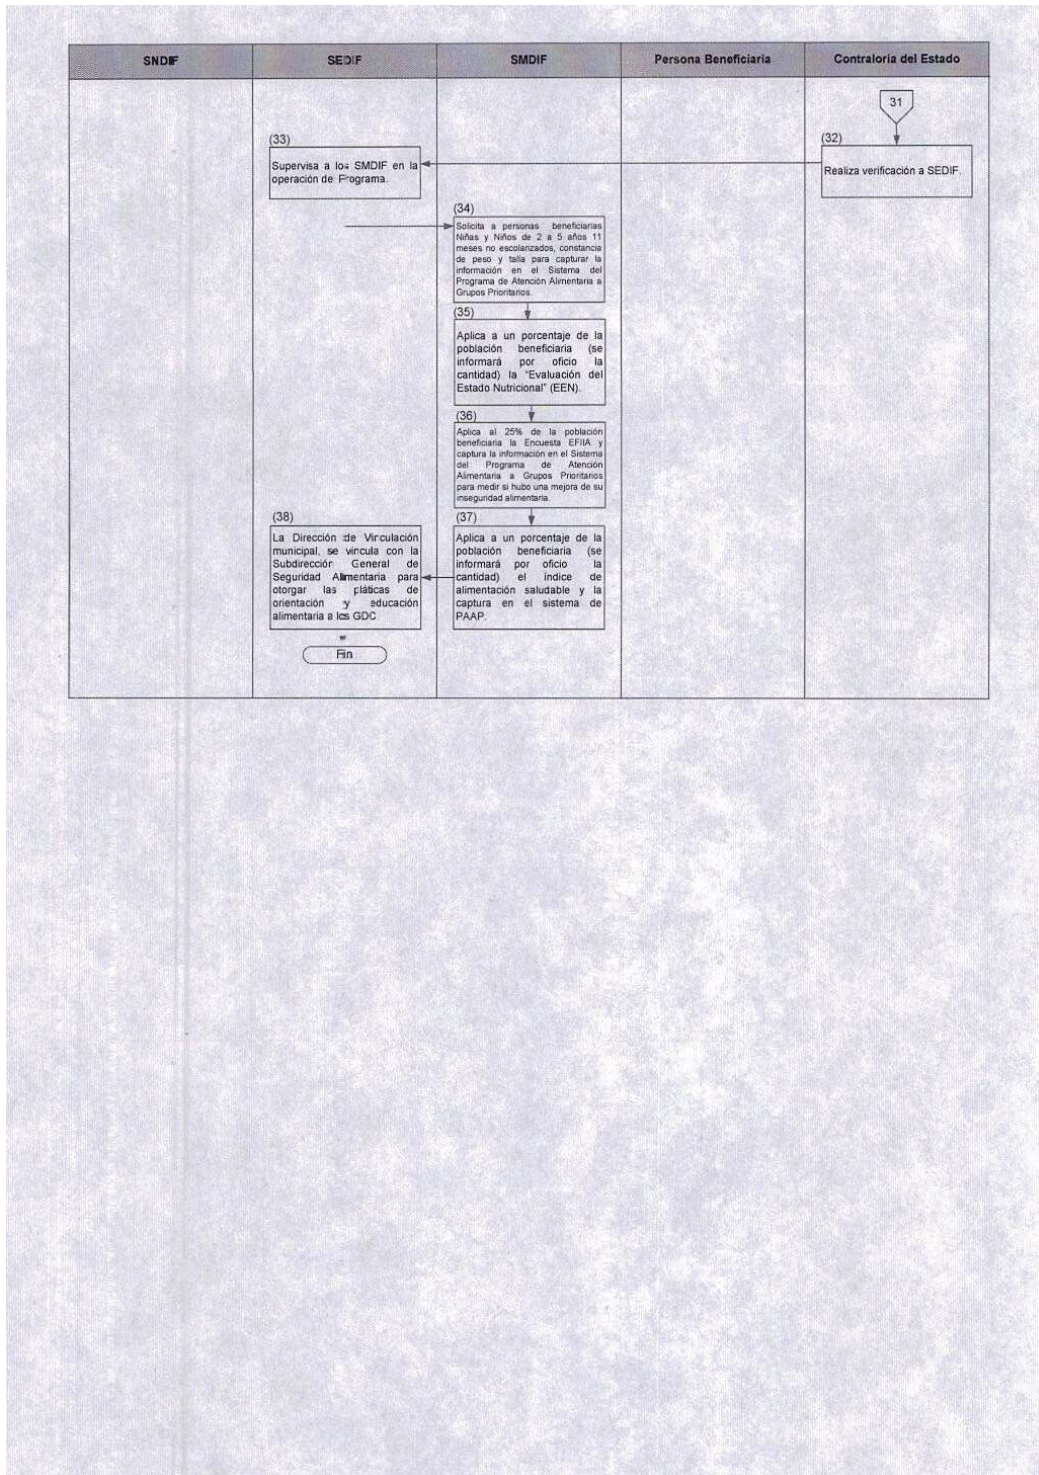 SNDIF
SEDIF
SMDIF
Persona Beneficiaria
Contraloría del Estado
31
(32)
Realiza verificación a SEDIF.
(33)
Supervisa a los SMDIF en la
operación de Programa.
(34)
Solicita a personas beneficiarias
Niñas y Niños de 2 a 5 años 11
meses no escolarizados, constancia
de peso y talla para capturar la
información en el Sistema del
Programa de Atención Alimentaria a
Grupos Prioritarios.
(35)
Aplica a un porcentaje de la
población beneficiaria (se
informará por oficio la
cantidad) la "Evaluación del
Estado Nutricional" (EEN).
(36)
Aplica al 25% de la población
beneficiaria la Encuesta EFIIA y
captura la información en el Sistema
del Programa de Atención
Alimentaria a Grupos Prioritarios
para medir si hubo una mejora de su
inseguridad alimentaria.
(37)
Aplica a un porcentaje de la
población beneficiaria (se
informará por oficio la
cantidad) el índice de
alimentación saludable y la
captura en el sistema de
PAAP.
(38)
La Dirección de Vinculación
municipal, se vincula con la
Subdirección General de
Seguridad Alimentaria para
otorgar las pláticas de
orientación y educación
alimentaria a los GDC
Fin